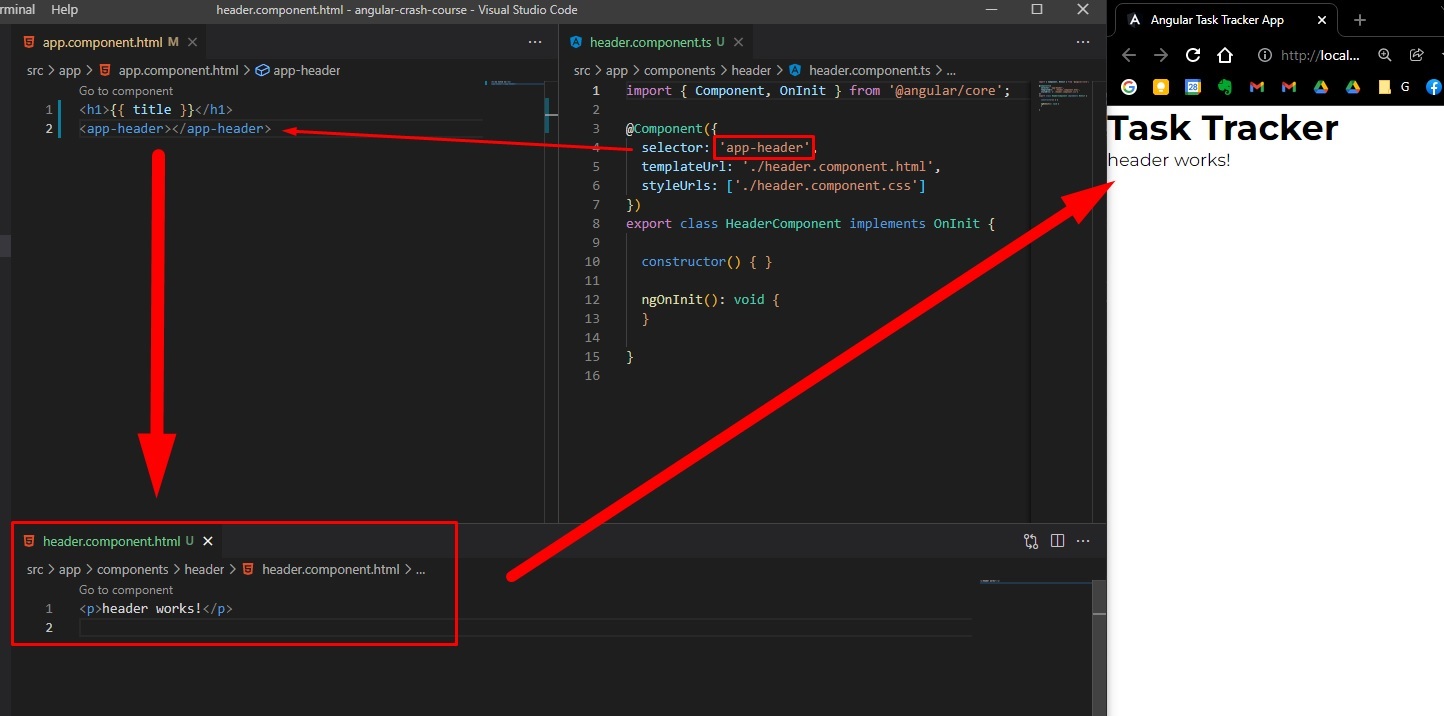 rminal Help header.component.html - angular-crash-course - Visual Studio Code
app.component.html M
src > app > app.component.html > app-header
Go to component
1 <h1>{{ title }}</h1>
2 <app-header></app-header>
header.component.ts U
src > app > components > header > header.component.ts > ...
1 import { Component, OnInit } from '@angular/core';
2
3 @Component({
4 selector: 'app-header',
5 templateUrl: './header.component.html',
6 styleUrls: ['./header.component.css']
7 })
8 export class HeaderComponent implements OnInit {
9
10 constructor() { }
11
12 ngOnInit(): void {
13 }
14
15 }
16
header.component.html U
src > app > components > header > header.component.html > ...
Go to component
1 <p>header works!</p>
2
Angular Task Tracker App
http://local...
28 G
Task Tracker
header works!